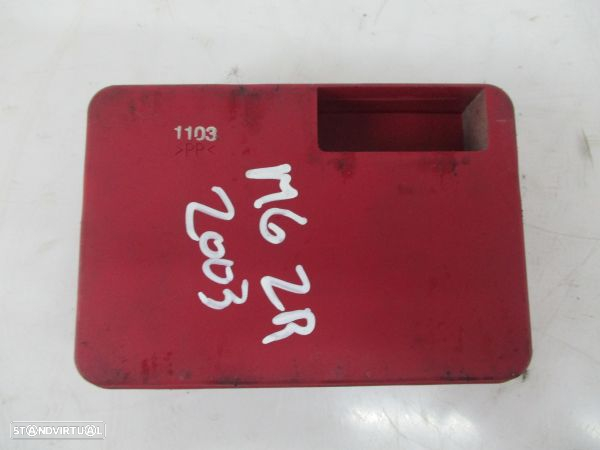 1103
>PP<
MG ZR
2003
STANDVIRTUAL